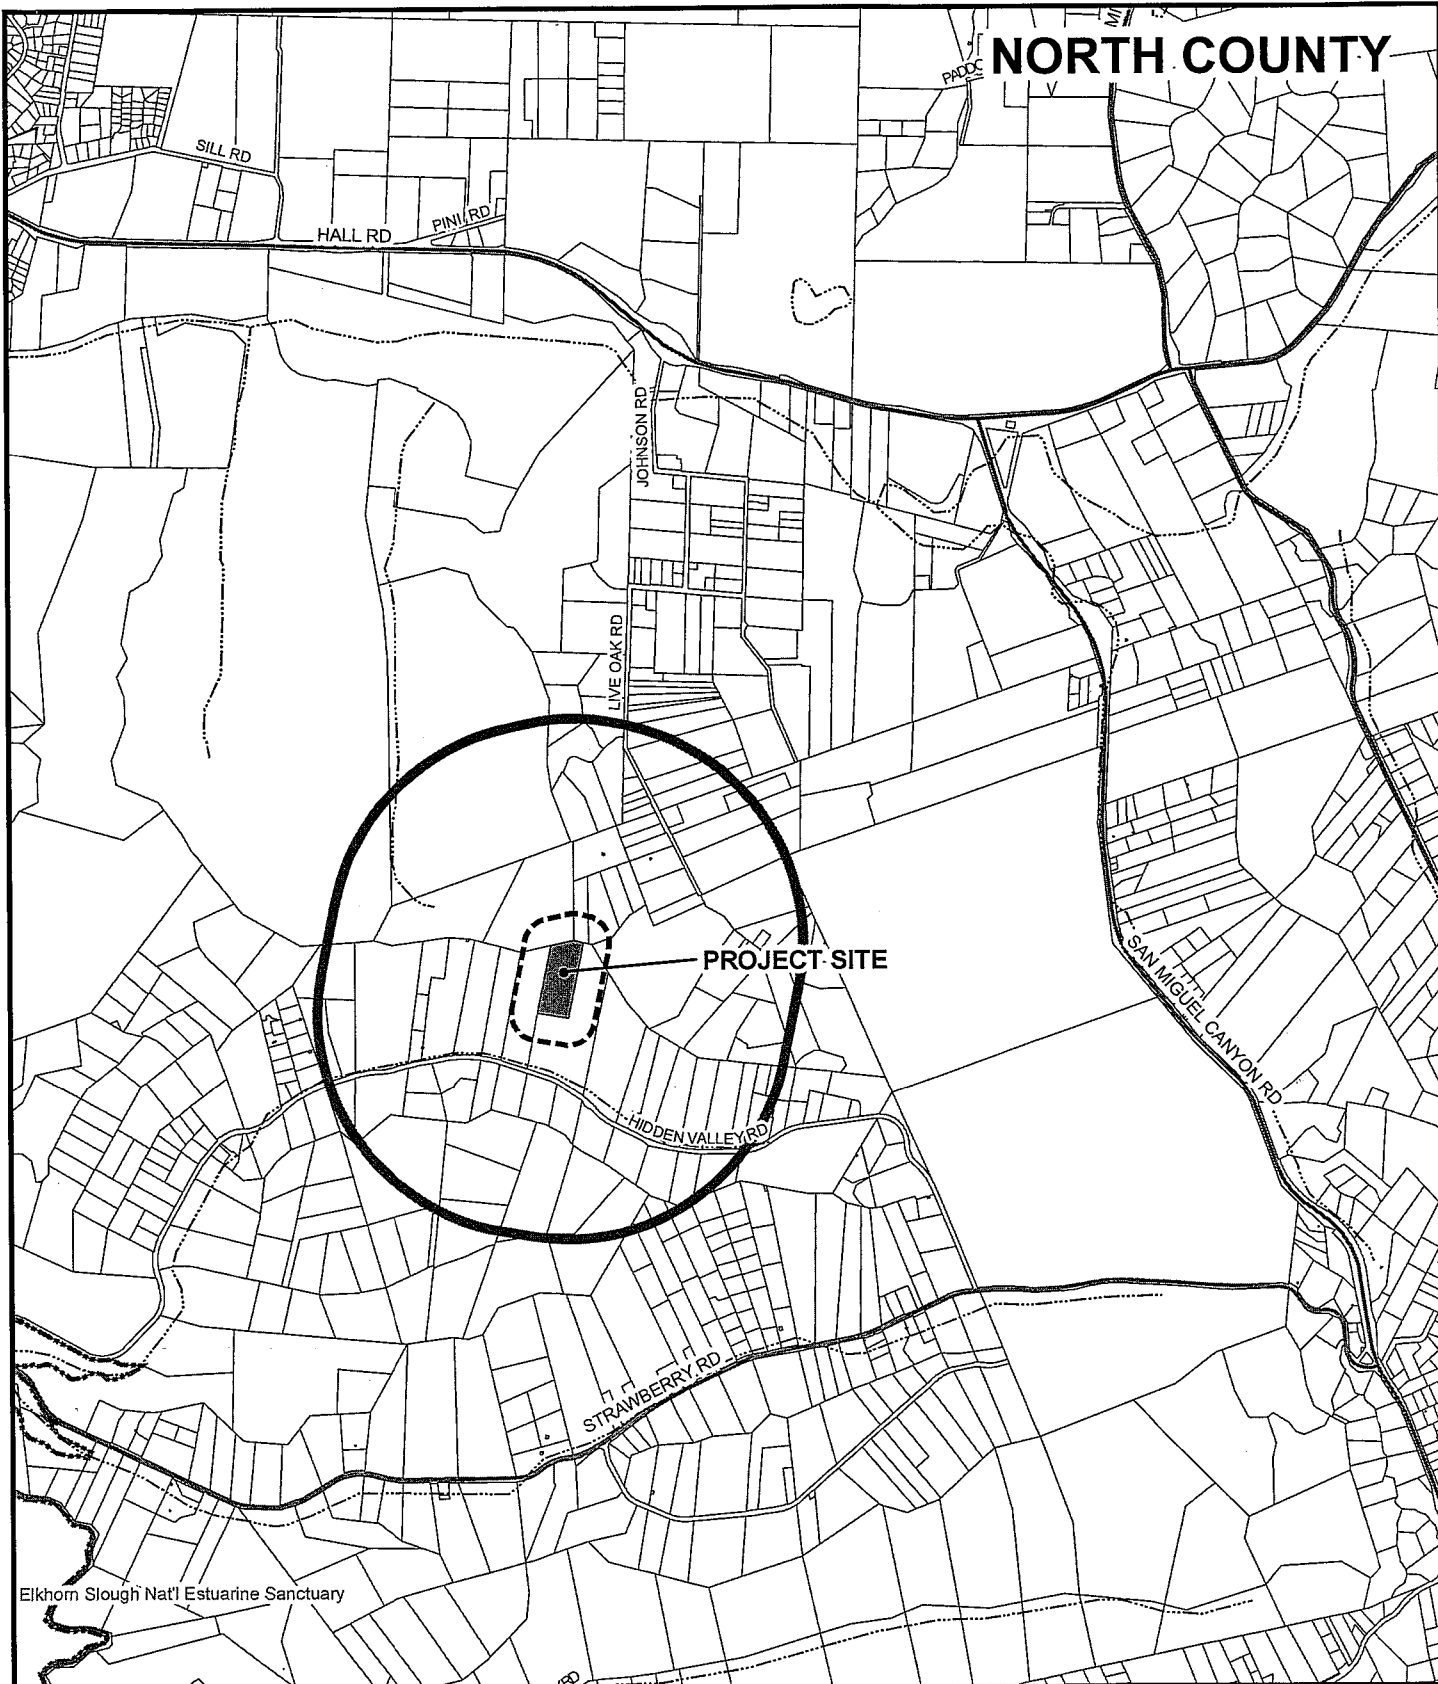 NORTH COUNTY
SILL RD
PINI RD
HALL RD
JOHNSON RD
LIVE OAK RD
PROJECT SITE
SAN MIGUEL CANYON RD
HIDDEN VALLEY RD
STRAWBERRY RD
Elkhorn Slough Nat'l Estuarine Sanctuary
RD